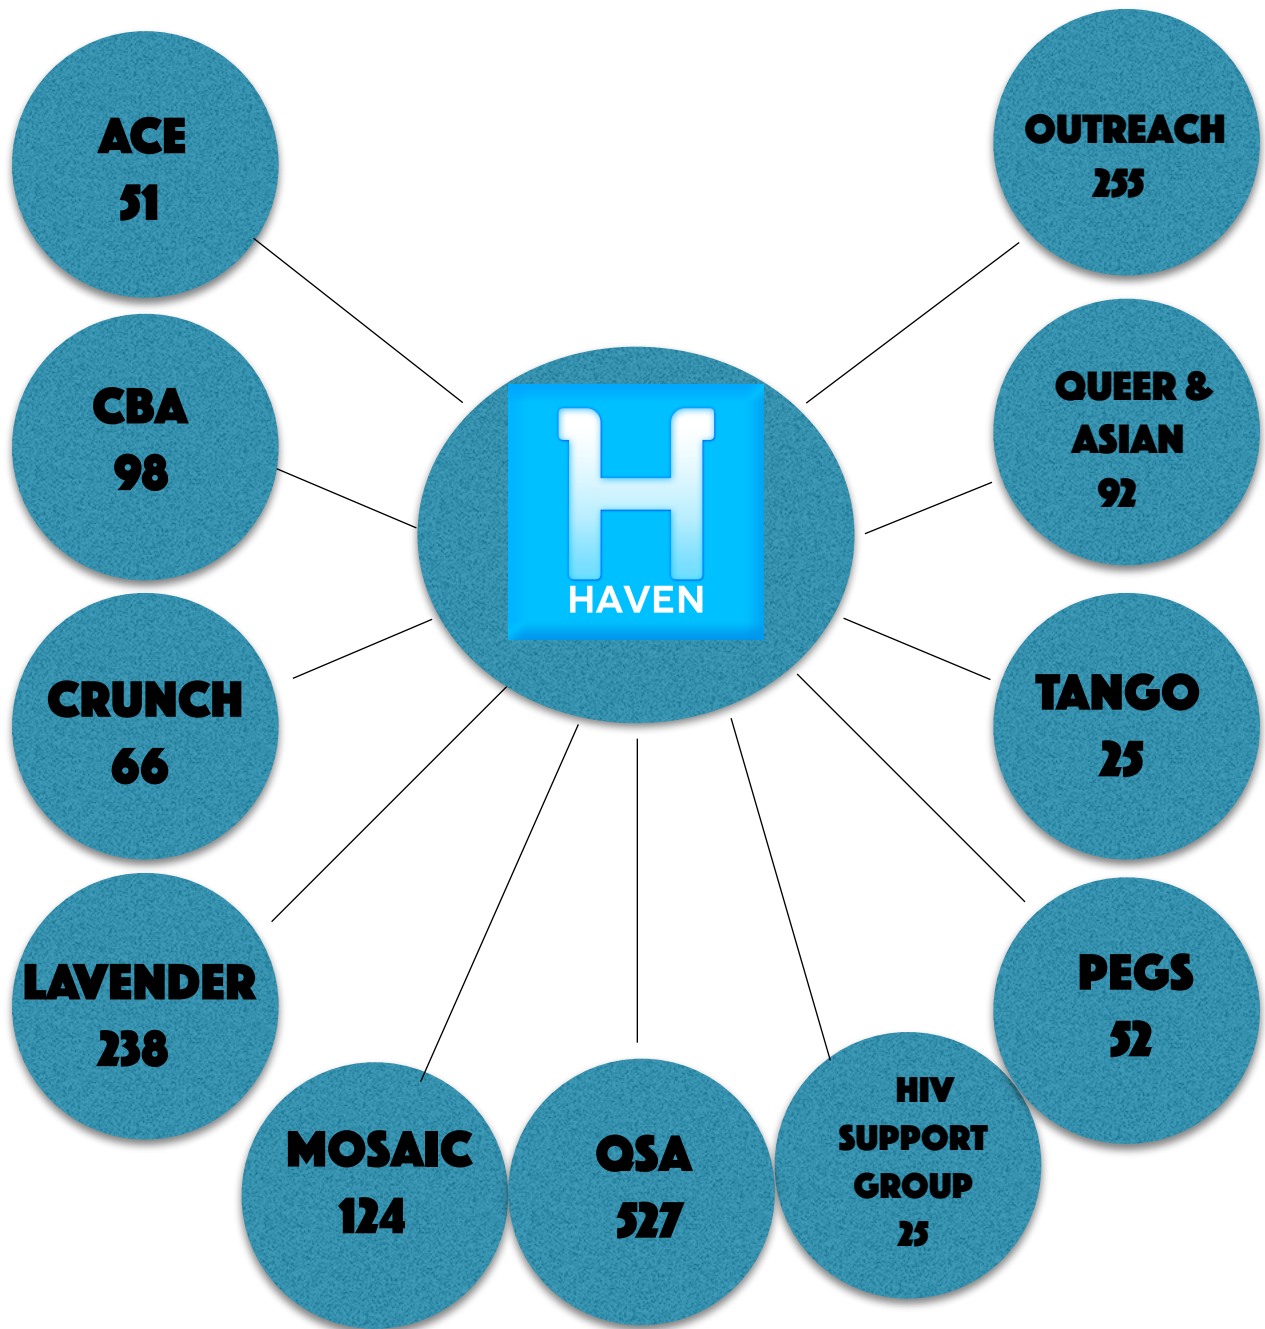 ACE
51
OUTREACH
255
CBA
98
QUEER &
ASIAN
92
H
HAVEN
CRUNCH
66
TANGO
25
LAVENDER
238
PEGS
52
MOSAIC
124
QSA
527
HIV
SUPPORT
GROUP
25